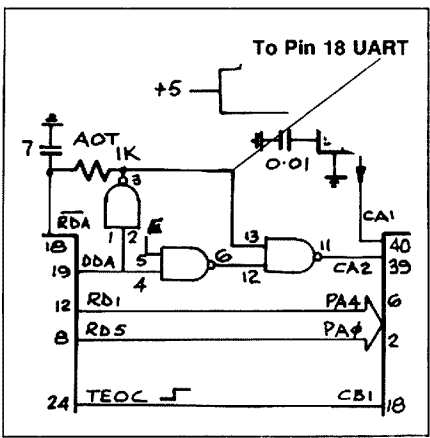 To Pin 18 UART
+5
7
AOT
1K
0.01
3
1 2
RDA
18
DDA
19
5
4
6
13
12
11
CA1
40
CA2
39
12 RD1 PA4 6
8 RD5 PAϕ 2
24 TEOC CB1 18